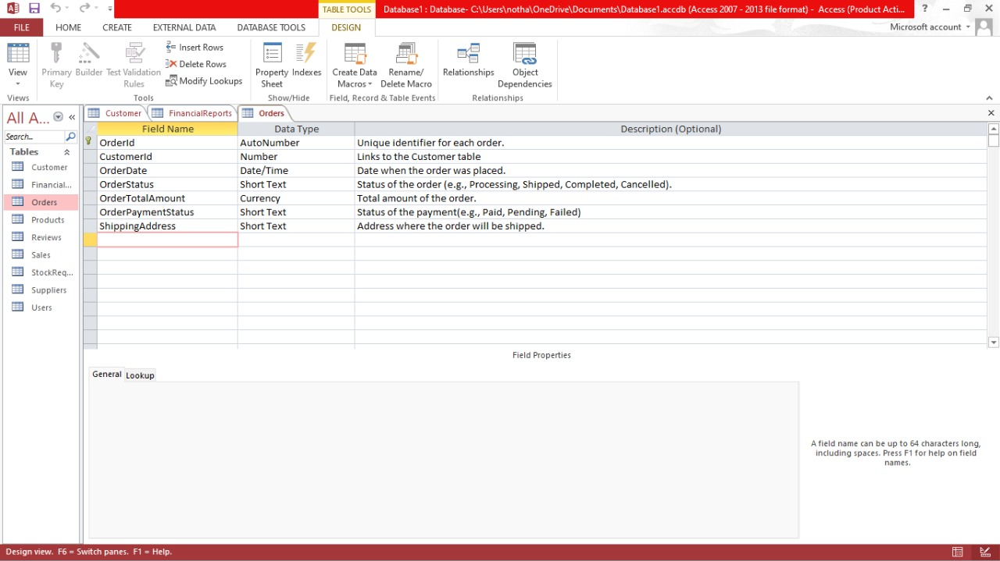 TABLE TOOLS
Database1 : Database- C:\Users\notha\OneDrive\Documents\Database1.accdb (Access 2007 - 2013 file format) - Access (Product Acti...
FILE HOME CREATE EXTERNAL DATA DATABASE TOOLS DESIGN
Microsoft account
View
Primary Key
Builder
Test Validation Rules
Insert Rows
Delete Rows
Modify Lookups
Property Sheet
Indexes
Create Data Macros
Rename/ Delete Macro
Relationships
Object Dependencies
Views Tools Show/Hide Field, Record & Table Events Relationships
All A...
Search...
Tables
Customer
Financial...
Orders
Products
Reviews
Sales
StockReq...
Suppliers
Users
Customer FinancialReports Orders
Field Name Data Type Description (Optional)
OrderId AutoNumber Unique identifier for each order.
CustomerId Number Links to the Customer table
OrderDate Date/Time Date when the order was placed.
OrderStatus Short Text Status of the order (e.g., Processing, Shipped, Completed, Cancelled).
OrderTotalAmount Currency Total amount of the order.
OrderPaymentStatus Short Text Status of the payment(e.g., Paid, Pending, Failed)
ShippingAddress Short Text Address where the order will be shipped.
Field Properties
General Lookup
A field name can be up to 64 characters long,
including spaces. Press F1 for help on field
names.
Design view. F6 = Switch panes. F1 = Help.